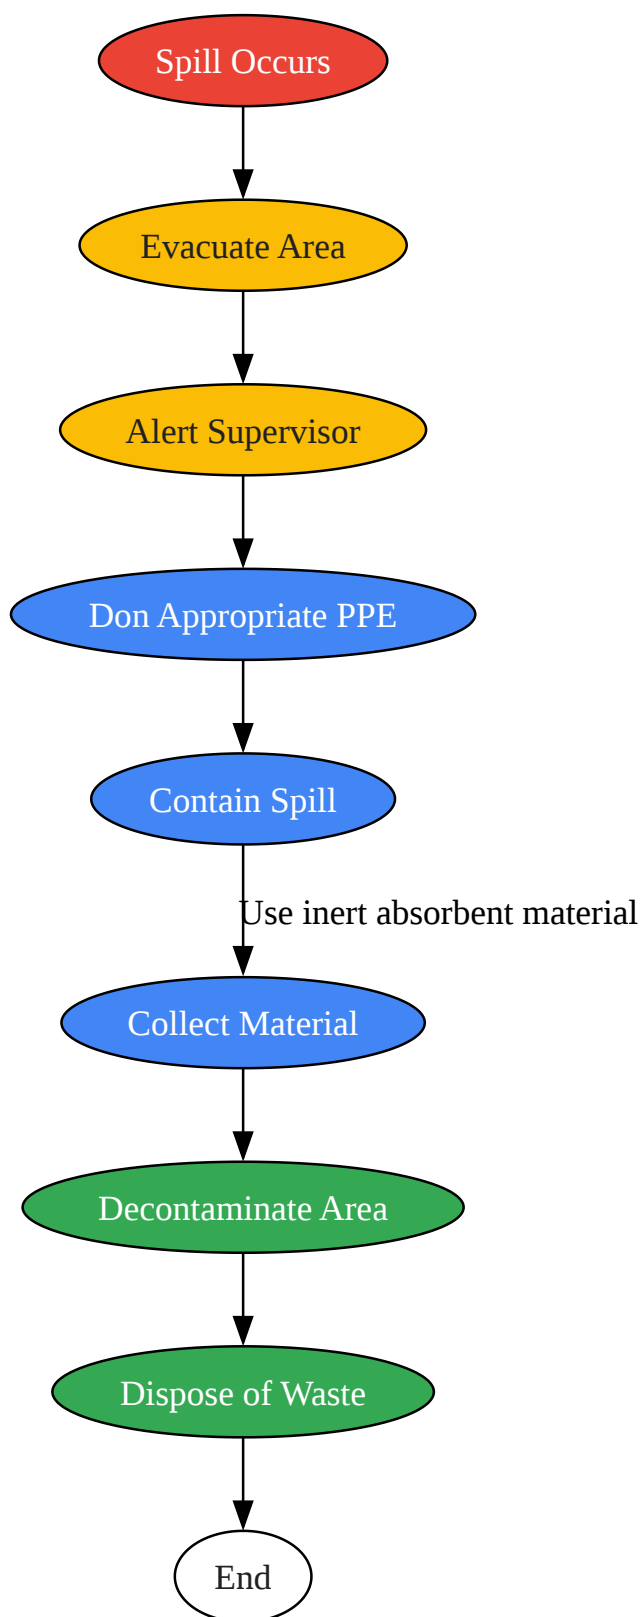 Spill Occurs
Evacuate Area
Alert Supervisor
Don Appropriate PPE
Contain Spill
Use inert absorbent material
Collect Material
Decontaminate Area
Dispose of Waste
End